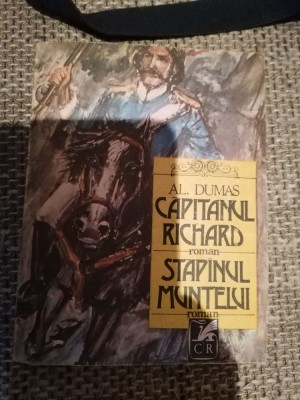 AL. DUMAS
CĂPITANUL
RICHARD
roman
STĂPÎNUL
MUNTELUI
roman
CR